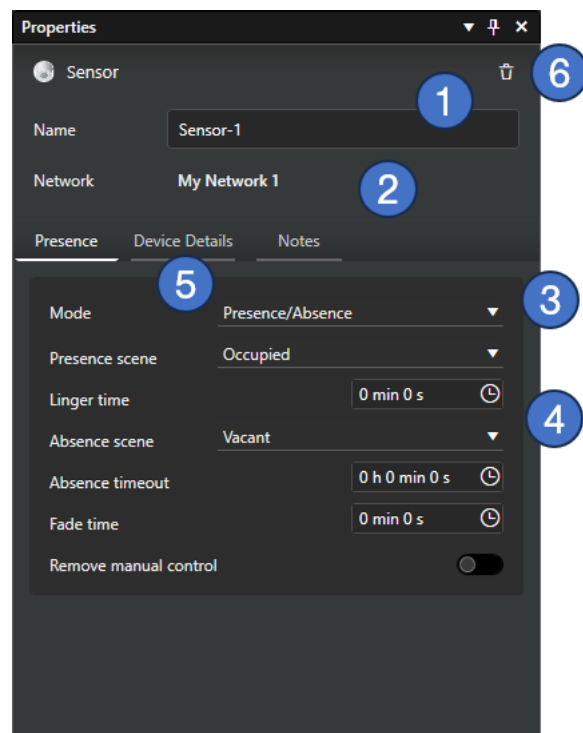 Properties
Sensor
6
1
Name Sensor-1
Network My Network 1
2
Presence Device Details Notes
5
3
Mode Presence/Absence
Presence scene Occupied
Linger time 0 min 0 s
4
Absence scene Vacant
Absence timeout 0 h 0 min 0 s
Fade time 0 min 0 s
Remove manual control